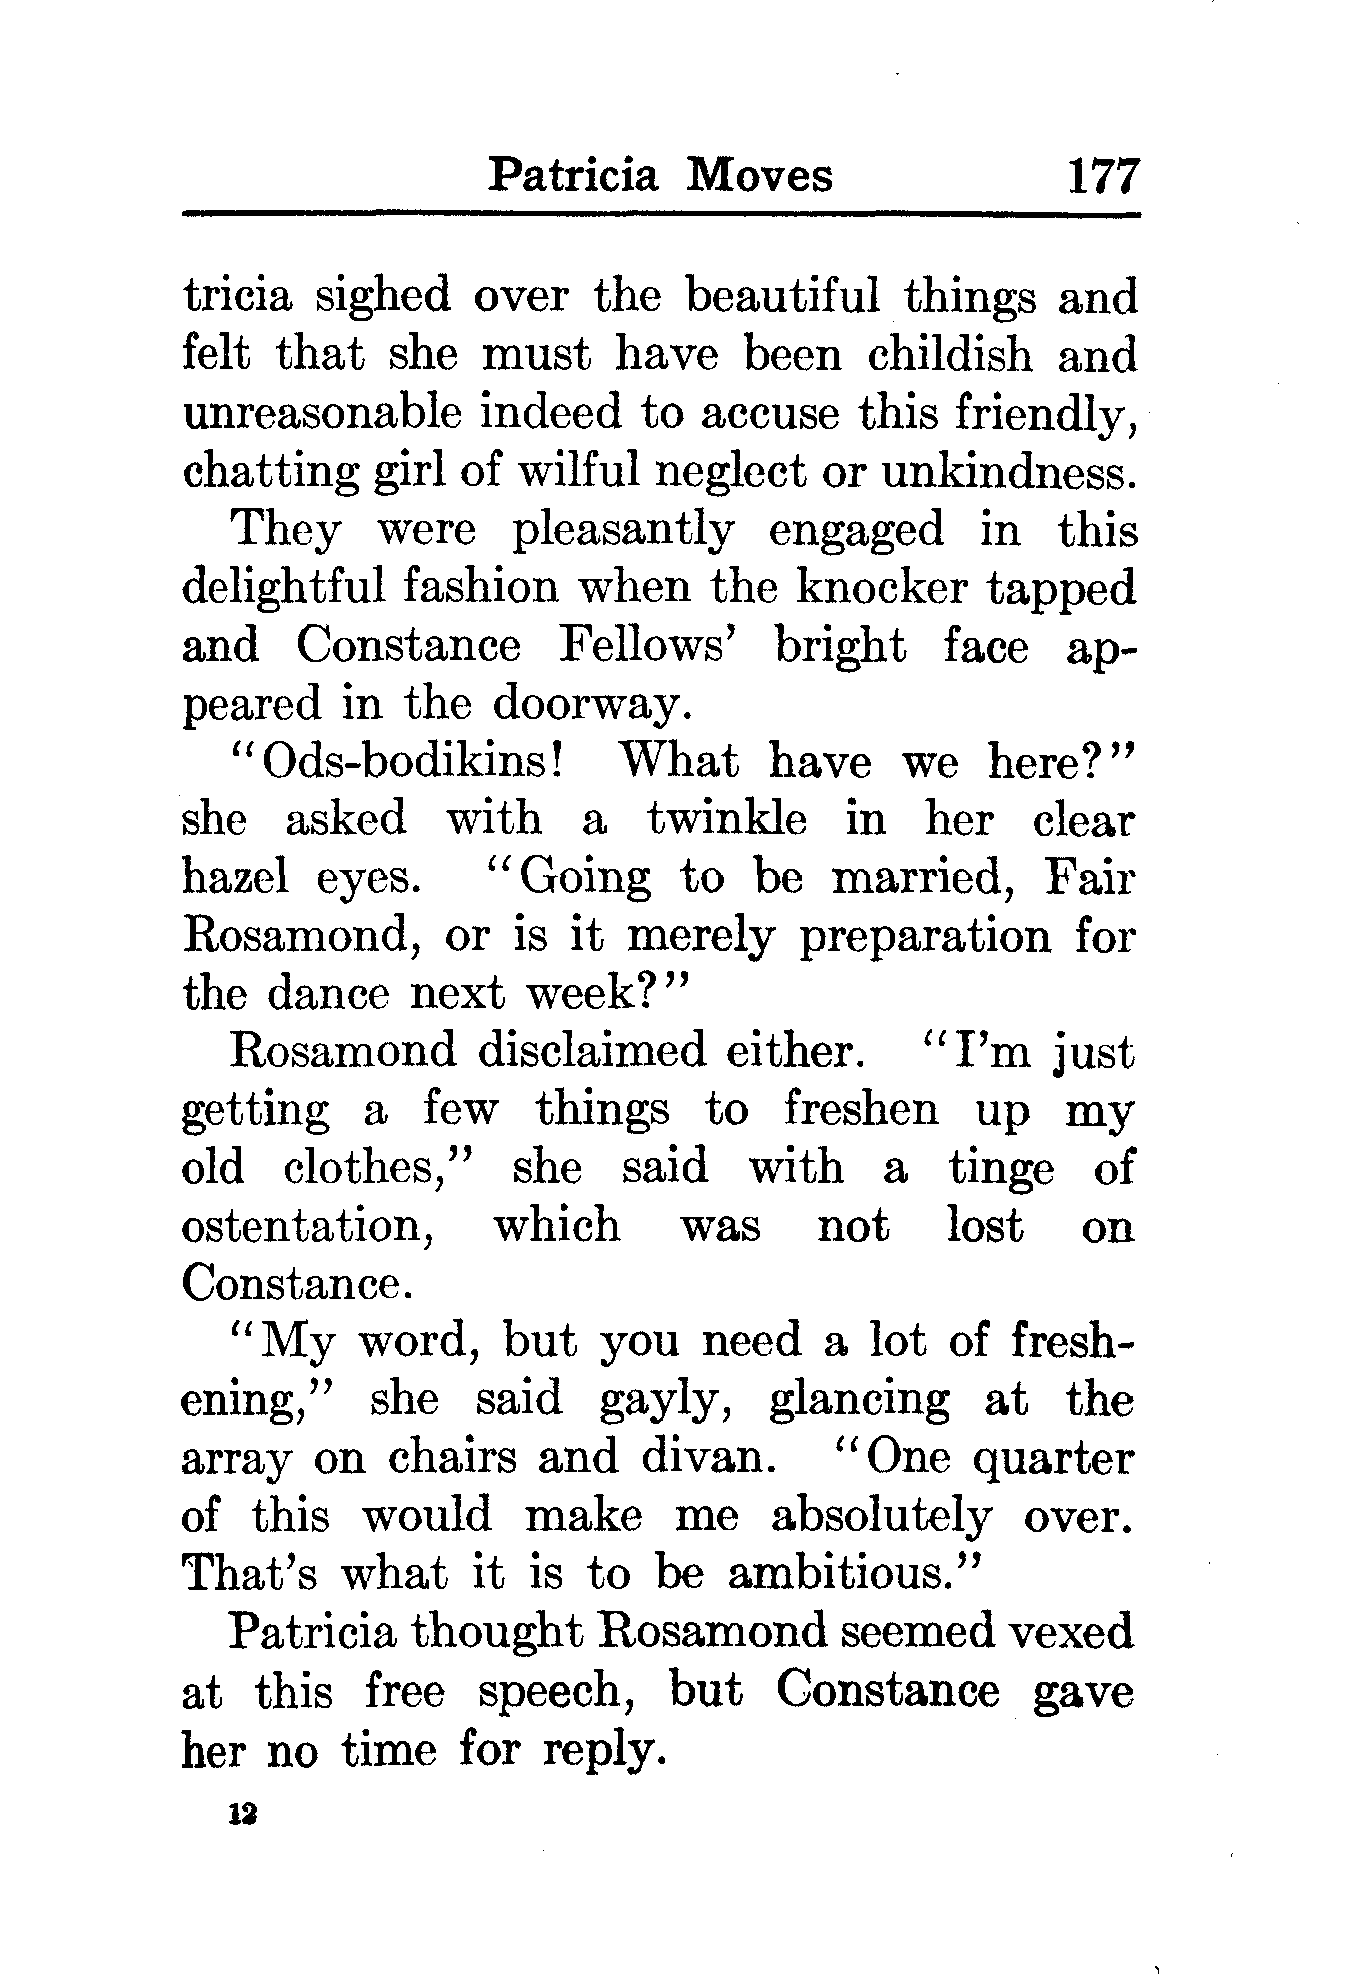 Patricia Moves 177
tricia sighed over the beautiful things and
felt that she must have been childish and
unreasonable indeed to accuse this friendly,
chatting girl of wilful neglect or unkindness.
They were pleasantly engaged in this
delightful fashion when the knocker tapped
and Constance Fellows' bright face ap-
peared in the doorway.
"Ods-bodikins! What have we here?"
she asked with a twinkle in her clear
hazel eyes. "Going to be married, Fair
Rosamond, or is it merely preparation for
the dance next week?"
Rosamond disclaimed either. "I'm just
getting a few things to freshen up my
old clothes," she said with a tinge of
ostentation, which was not lost on
Constance.
"My word, but you need a lot of fresh-
ening," she said gayly, glancing at the
array on chairs and divan. "One quarter
of this would make me absolutely over.
That's what it is to be ambitious."
Patricia thought Rosamond seemed vexed
at this free speech, but Constance gave
her no time for reply.
12